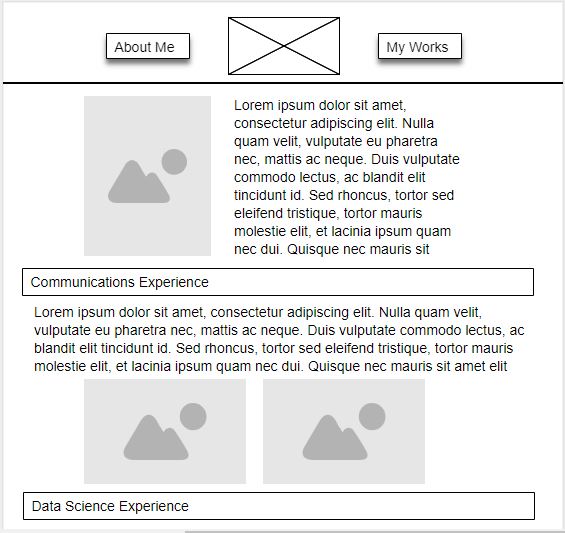 About Me
My Works
Lorem ipsum dolor sit amet,
consectetur adipiscing elit. Nulla
quam velit, vulputate eu pharetra
nec, mattis ac neque. Duis vulputate
commodo lectus, ac blandit elit
tincidunt id. Sed rhoncus, tortor sed
eleifend tristique, tortor mauris
molestie elit, et lacinia ipsum quam
nec dui. Quisque nec mauris sit
Communications Experience
Lorem ipsum dolor sit amet, consectetur adipiscing elit. Nulla quam velit,
vulputate eu pharetra nec, mattis ac neque. Duis vulputate commodo lectus, ac
blandit elit tincidunt id. Sed rhoncus, tortor sed eleifend tristique, tortor mauris
molestie elit, et lacinia ipsum quam nec dui. Quisque nec mauris sit amet elit
Data Science Experience